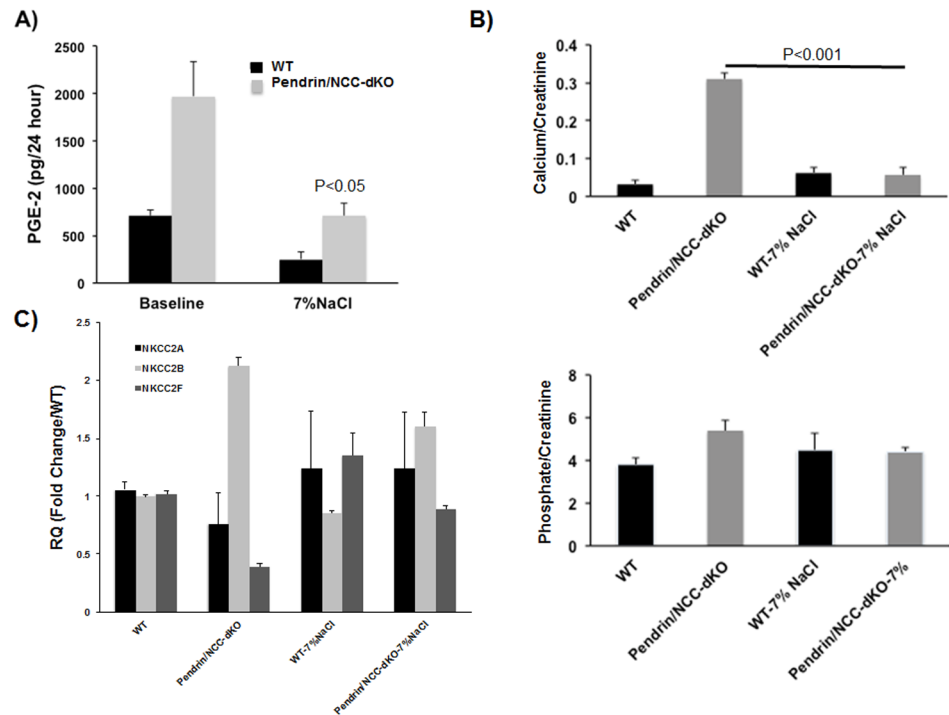 A)
2500
2000
1500
1000
500
0
PGE-2 (pg/24 hour)
WT
Pendrin/NCC-dKO
P<0.05
Baseline
7%NaCl
B)
0.4
0.3
0.2
0.1
0
Calcium/Creatinine
P<0.001
WT
Pendrin/NCC-dKO
WT-7% NaCl
Pendrin/NCC-dKO-7% NaCl
8
6
4
2
0
Phosphate/Creatinine
WT
Pendrin/NCC-dKO
WT-7% NaCl
Pendrin/NCC-dKO-7%
C)
2.5
2
1.5
1
0.5
0
RQ (Fold Change/WT)
NKCC2A
NKCC2B
NKCC2F
WT
Pendrin/NCC-dKO
WT-7%NaCl
Pendrin/NCC-dKO-7%NaCl